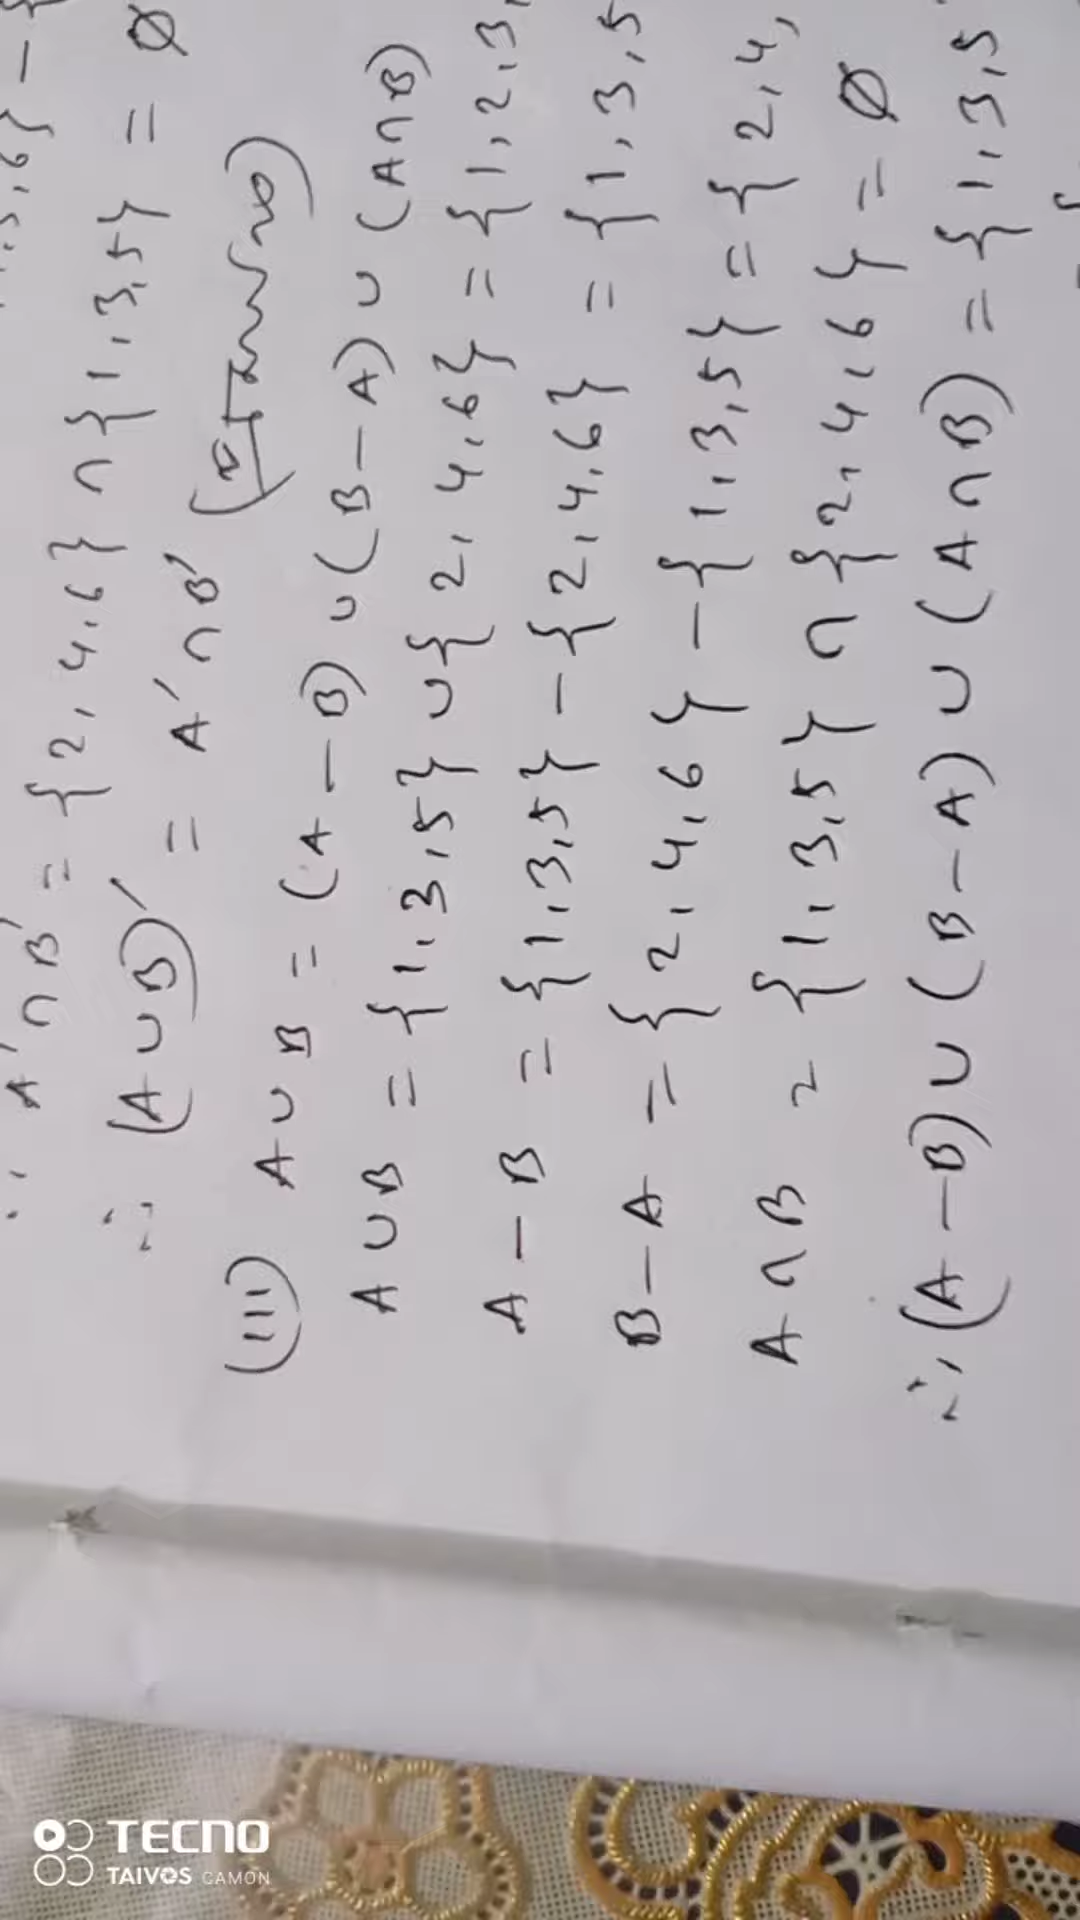 , 6} -
∴ A' ∩ B' = {2, 4, 6} ∩ {1, 3, 5} = Ø
∴ (A ∪ B)' = A' ∩ B'
(iii) A ∪ B = (A - B) ∪ (B - A) ∪ (A ∩ B)
A ∪ B = {1, 3, 5} ∪ {2, 4, 6} = {1, 2, 3,
A - B = {1, 3, 5} - {2, 4, 6} = {1, 3, 5
B - A = {2, 4, 6} - {1, 3, 5} = {2, 4,
A ∩ B = {1, 3, 5} ∩ {2, 4, 6} = Ø
∴ (A - B) ∪ (B - A) ∪ (A ∩ B) = {1, 3, 5
TECNO
TAIVOS CAMON